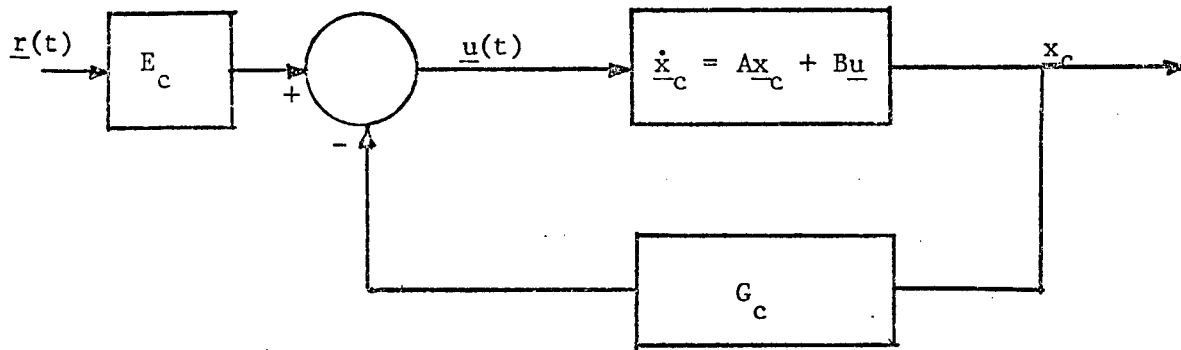 r(t)
E_c
+
-
u(t)
ẋ_c = Ax_c + Bu
x_c
G_c